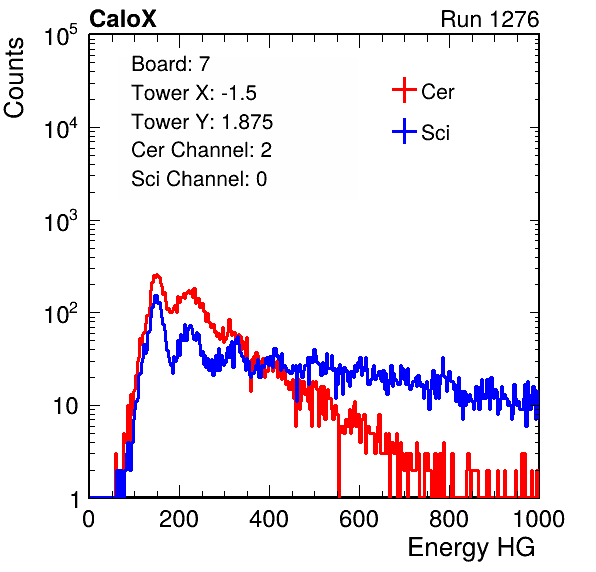 CaloX Run 1276
Counts
Board: 7
Tower X: -1.5
Tower Y: 1.875
Cer Channel: 2
Sci Channel: 0
Cer
Sci
10^5
10^4
10^3
10^2
10
1
0 200 400 600 800 1000
Energy HG